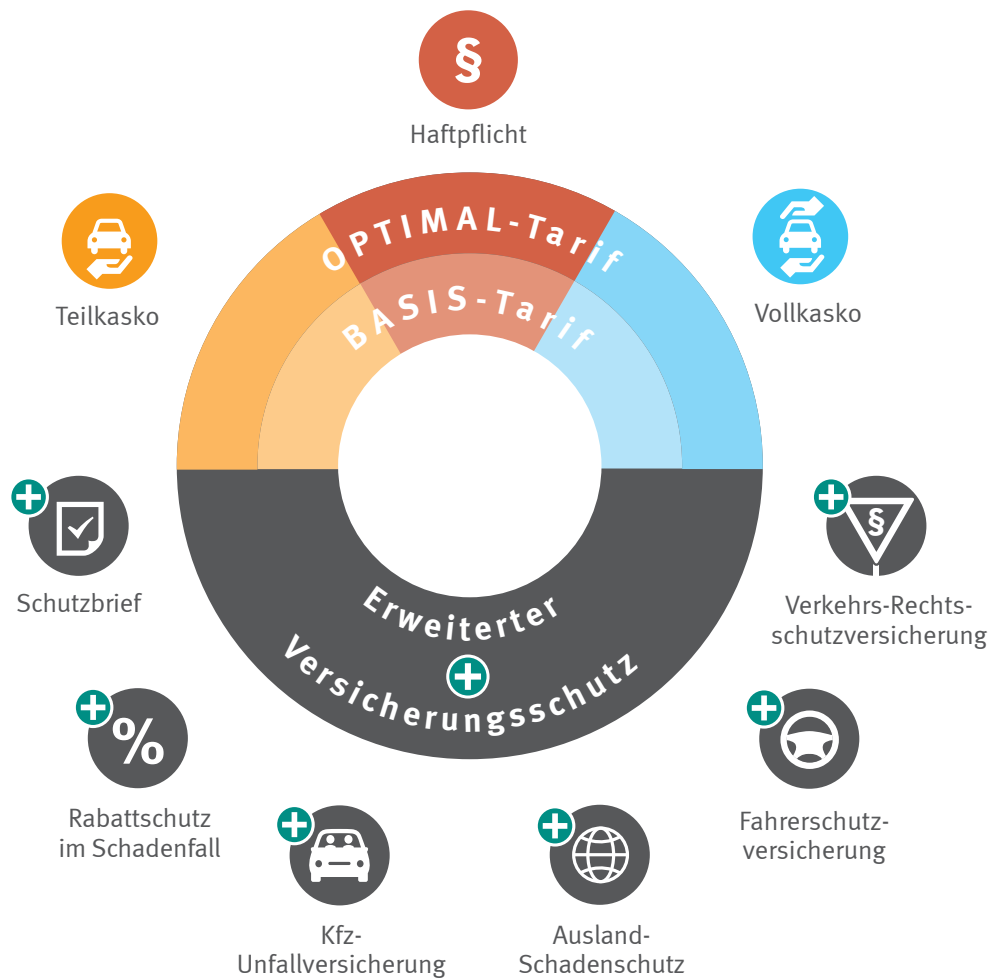 §
Haftpflicht
OPTIMAL-Tarif
BASIS-Tarif
Teilkasko
Vollkasko
Schutzbrief
§
Verkehrs-Rechts-
schutzversicherung
Erweiterter
Versicherungsschutz
%
Rabattschutz
im Schadenfall
Fahrerschutz-
versicherung
Kfz-
Unfallversicherung
Ausland-
Schadenschutz